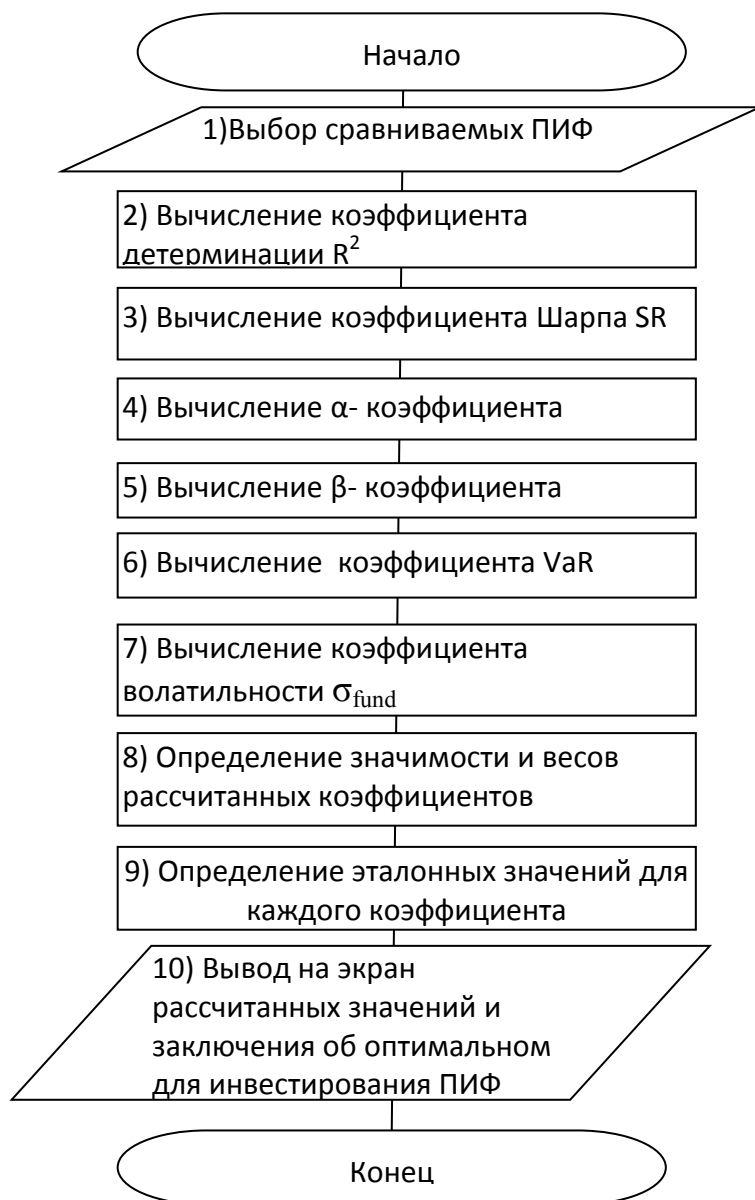 Начало
1)Выбор сравниваемых ПИФ
2) Вычисление коэффициента
детерминации R²
3) Вычисление коэффициента Шарпа SR
4) Вычисление α- коэффициента
5) Вычисление β- коэффициента
6) Вычисление  коэффициента VaR
7) Вычисление коэффициента
волатильности σfund
8) Определение значимости и весов
рассчитанных коэффициентов
9) Определение эталонных значений для
каждого коэффициента
10) Вывод на экран
рассчитанных значений и
заключения об оптимальном
для инвестирования ПИФ
Конец